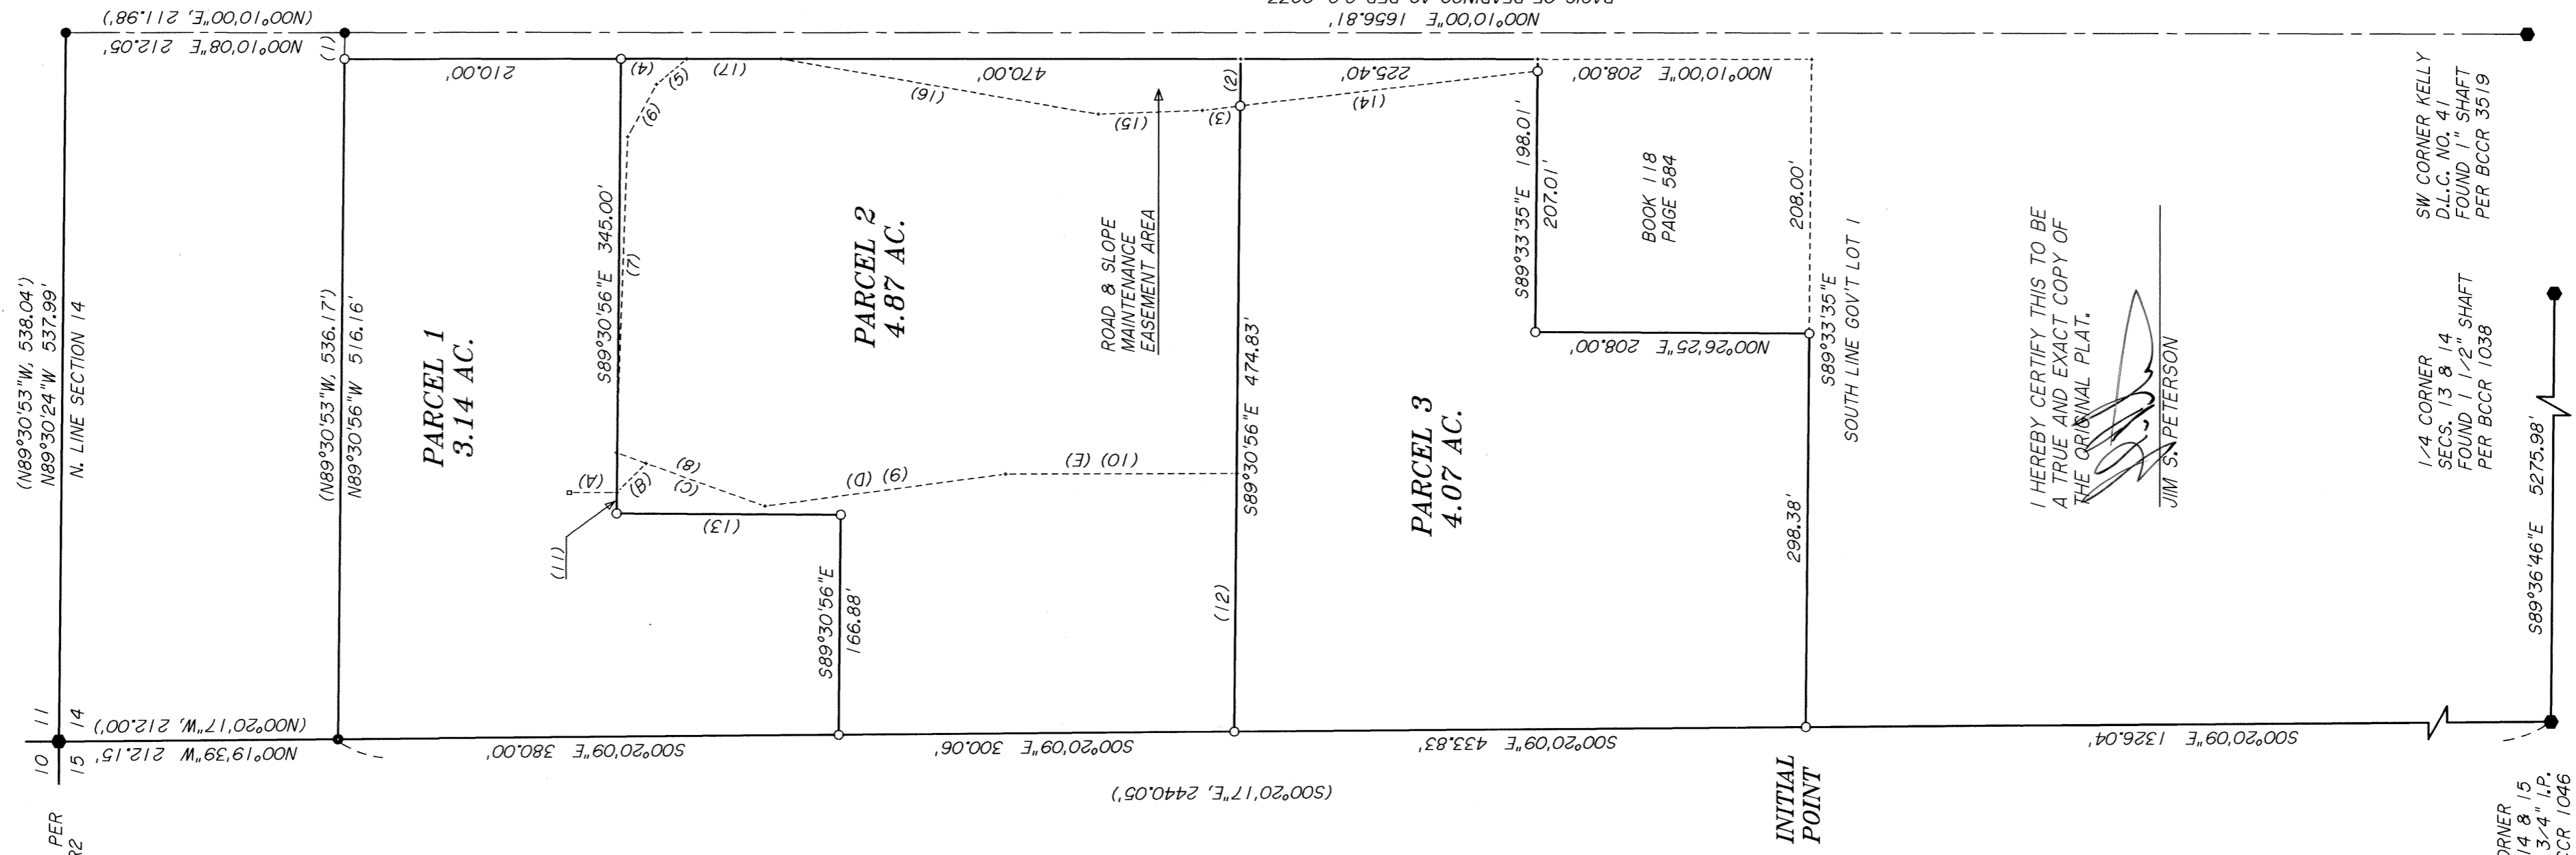 (N89°30'53"W, 538.04')
N89°30'24"W 537.99'
N. LINE SECTION 14
10 11
15 14
PER
(N00°20'17"W, 212.00')
N00°19'39"W 212.15'
(N00°10'00"E, 211.98')
N00°10'08"E 212.05'
(1)
(N89°30'53"W, 536.17')
N89°30'56"W 516.16'
PARCEL 1
3.14 AC.
210.00'
S00°20'09"E 380.00'
S89°30'56"E 345.00'
(4)
(5)
(6)
(7)
(17)
(A)
(B)
(C)
(8)
(11)
(13)
S89°30'56"E
166.88'
PARCEL 2
4.87 AC.
(16)
470.00'
(9) (D)
(10) (E)
(15)
(3)
(2)
ROAD & SLOPE
MAINTENANCE
EASEMENT AREA
S00°20'09"E 300.06'
(12)
S89°30'56"E 474.83'
(S00°20'17"E, 2440.05')
N00°10'00"E 1656.81'
225.40'
(14)
PARCEL 3
4.07 AC.
S00°20'09"E 433.83'
S89°33'35"E 198.01'
207.01'
N00°10'00"E 208.00'
BOOK 118
PAGE 584
N00°26'25"E 208.00'
208.00'
298.38'
S89°33'35"E
SOUTH LINE GOV'T LOT 1
INITIAL
POINT
I HEREBY CERTIFY THIS TO BE
A TRUE AND EXACT COPY OF
THE ORIGINAL PLAT.
JIM S. PETERSON
S00°20'09"E 1326.04'
SW CORNER KELLY
D.L.C. NO. 41
FOUND 1" SHAFT
PER BCCR 3519
1/4 CORNER
SECS. 13 & 14
FOUND 1 1/2" SHAFT
PER BCCR 1038
S89°36'46"E 5275.98'
14 & 15
3/4" I.P.
1046